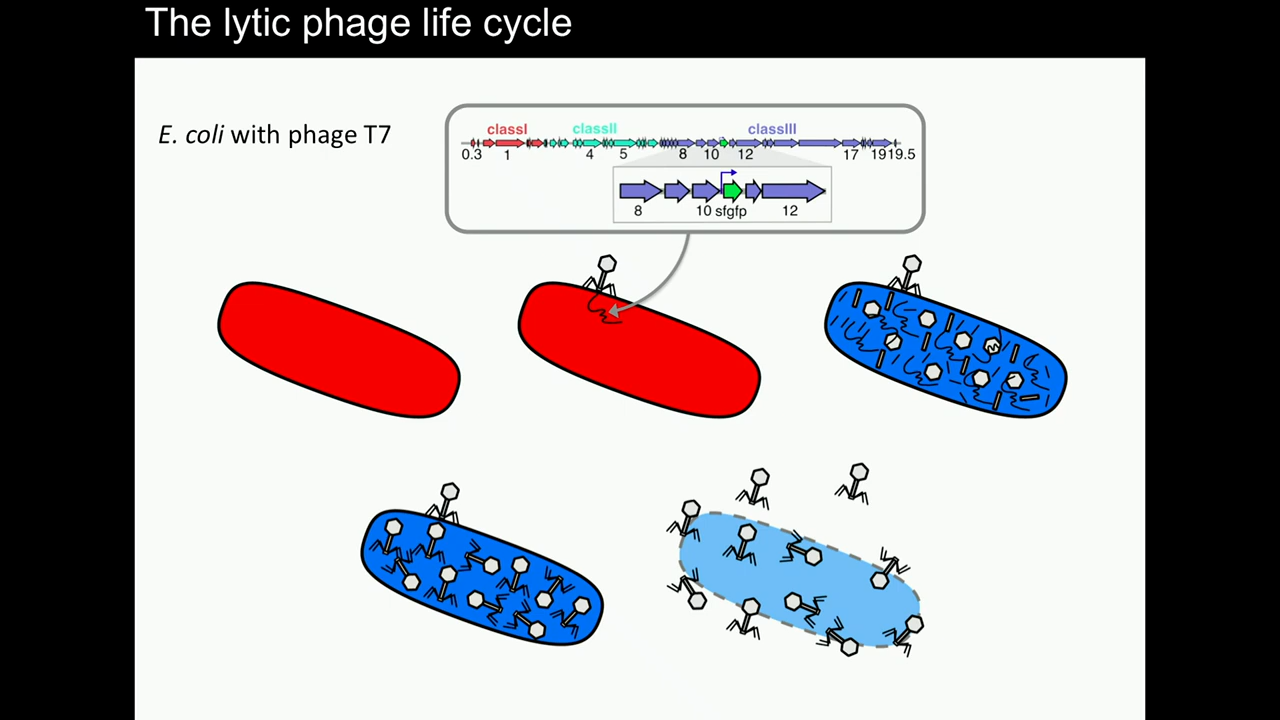 The lytic phage life cycle
E. coli with phage T7
classI classII classIII
0.3 1 4 5 8 10 12 17 19 19.5
8 10 sfgfp 12